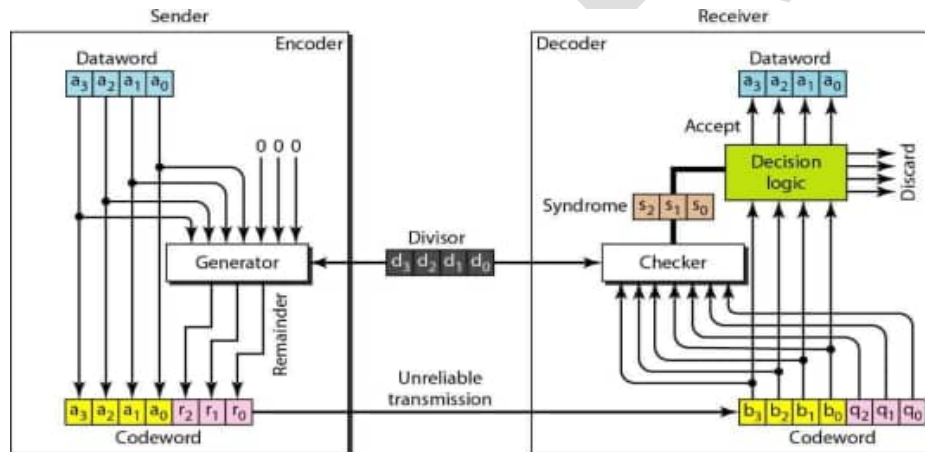 Sender
Receiver
Encoder
Decoder
Dataword
a3 a2 a1 a0
Dataword
a3 a2 a1 a0
0 0 0
Accept
Decision
logic
Discard
Syndrome s2 s1 s0
Divisor
d3 d2 d1 d0
Generator
Checker
Remainder
Unreliable
transmission
a3 a2 a1 a0 r2 r1 r0
Codeword
b3 b2 b1 b0 q2 q1 q0
Codeword